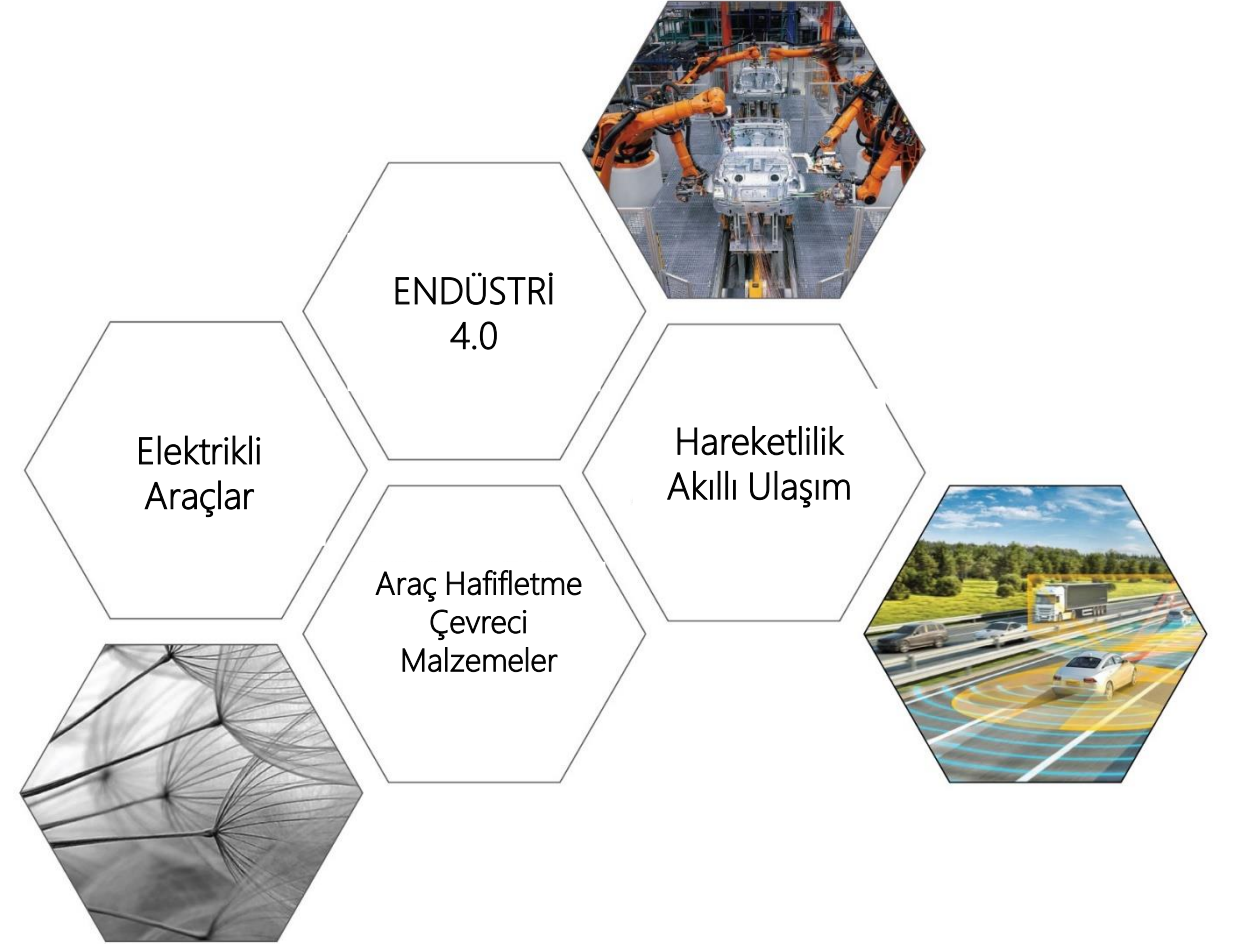 ENDÜSTRİ
4.0
Elektrikli
Araçlar
Hareketlilik
Akıllı Ulaşım
Araç Hafifletme
Çevreci
Malzemeler